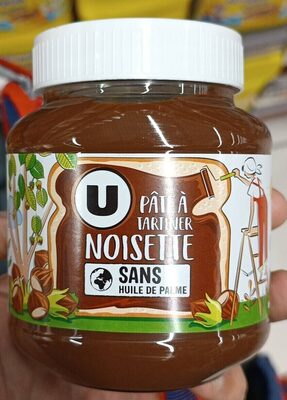 U
PÂTE À
TARTINER
NOISETTE
SANS
HUILE DE PALME